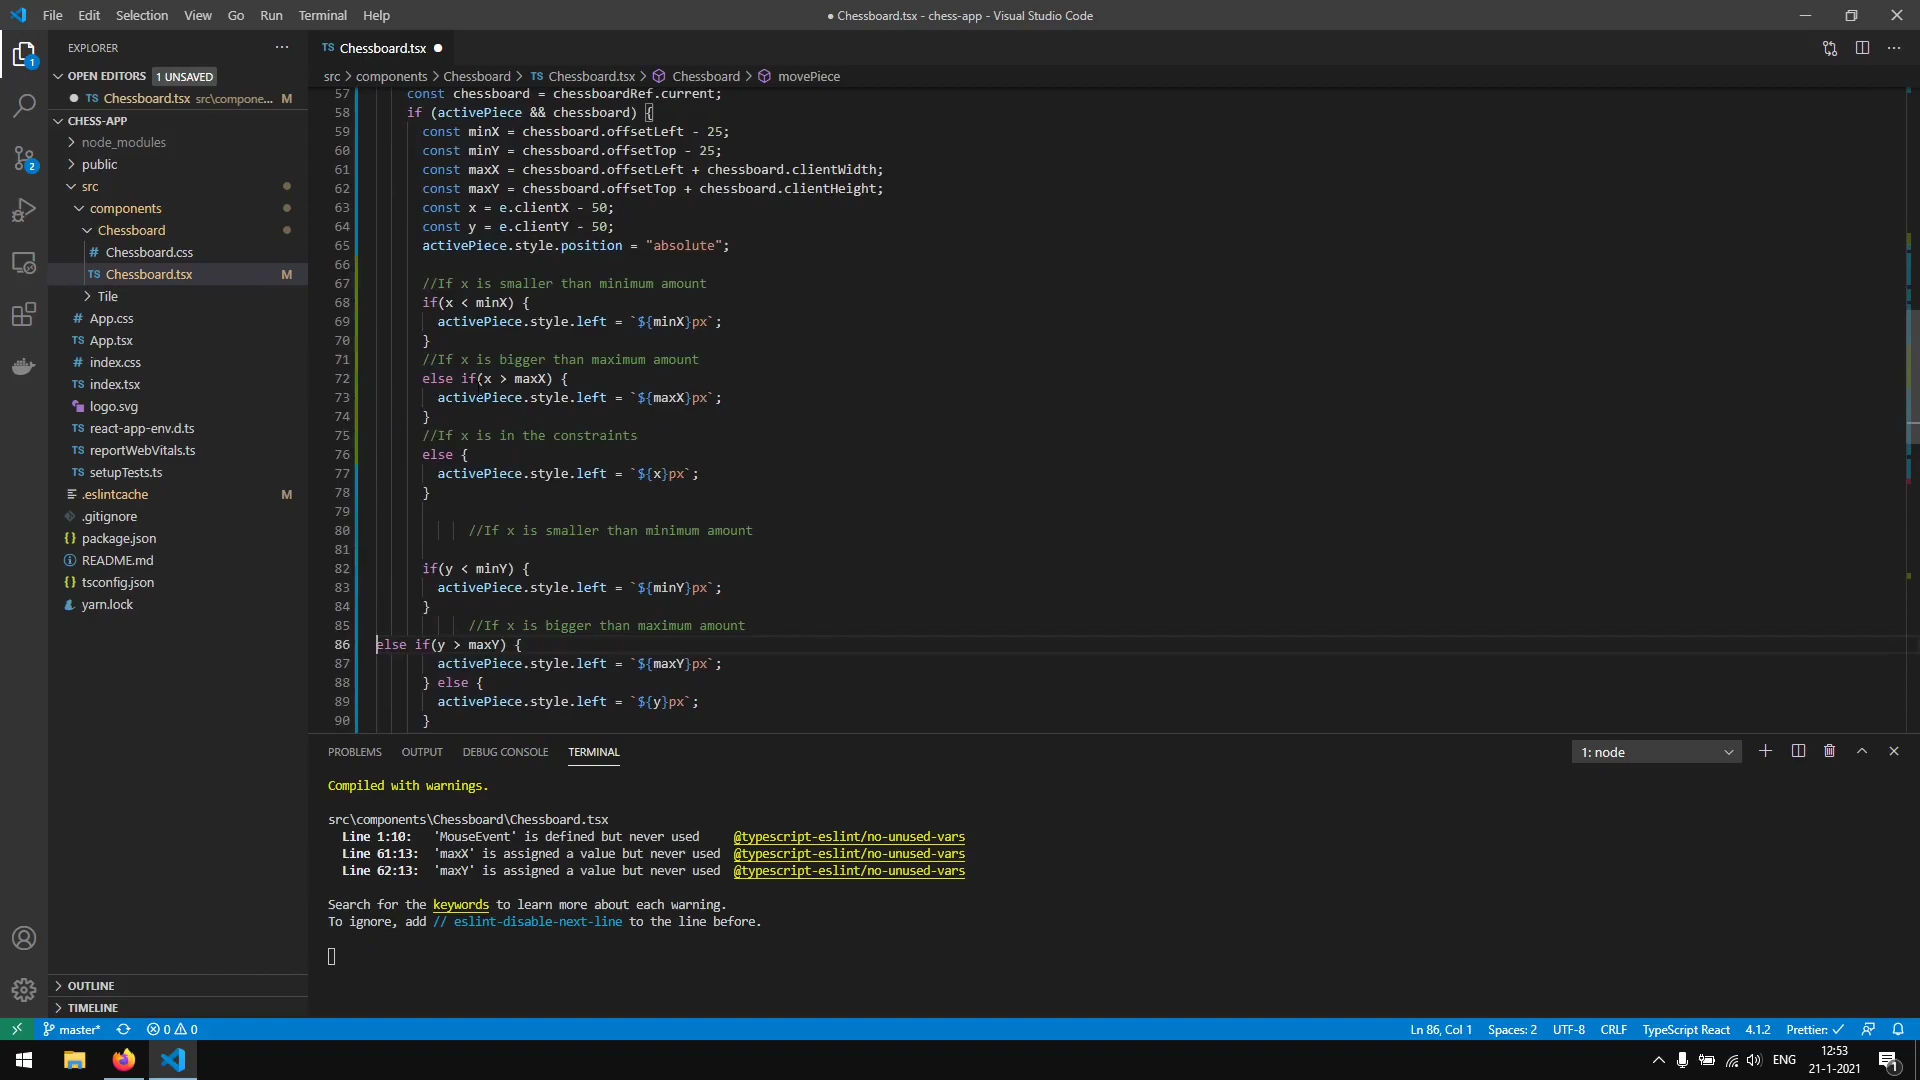 File Edit Selection View Go Run Terminal Help
● Chessboard.tsx - chess-app - Visual Studio Code
EXPLORER
OPEN EDITORS 1 UNSAVED
TS Chessboard.tsx src\compone... M
CHESS-APP
node_modules
public
src
components
Chessboard
# Chessboard.css
TS Chessboard.tsx M
Tile
# App.css
TS App.tsx
# index.css
TS index.tsx
logo.svg
TS react-app-env.d.ts
TS reportWebVitals.ts
TS setupTests.ts
.eslintcache M
.gitignore
{} package.json
README.md
{} tsconfig.json
yarn.lock
OUTLINE
TIMELINE
TS Chessboard.tsx ●
src > components > Chessboard > TS Chessboard.tsx > Chessboard > movePiece
57 const chessboard = chessboardRef.current;
58 if (activePiece && chessboard) {
59 const minX = chessboard.offsetLeft - 25;
60 const minY = chessboard.offsetTop - 25;
61 const maxX = chessboard.offsetLeft + chessboard.clientWidth;
62 const maxY = chessboard.offsetTop + chessboard.clientHeight;
63 const x = e.clientX - 50;
64 const y = e.clientY - 50;
65 activePiece.style.position = "absolute";
66
67 //If x is smaller than minimum amount
68 if(x < minX) {
69 activePiece.style.left = `${minX}px`;
70 }
71 //If x is bigger than maximum amount
72 else if(x > maxX) {
73 activePiece.style.left = `${maxX}px`;
74 }
75 //If x is in the constraints
76 else {
77 activePiece.style.left = `${x}px`;
78 }
79
80 //If x is smaller than minimum amount
81
82 if(y < minY) {
83 activePiece.style.left = `${minY}px`;
84 }
85 //If x is bigger than maximum amount
86 else if(y > maxY) {
87 activePiece.style.left = `${maxY}px`;
88 } else {
89 activePiece.style.left = `${y}px`;
90 }
PROBLEMS OUTPUT DEBUG CONSOLE TERMINAL
1: node
Compiled with warnings.
src\components\Chessboard\Chessboard.tsx
Line 1:10: 'MouseEvent' is defined but never used @typescript-eslint/no-unused-vars
Line 61:13: 'maxX' is assigned a value but never used @typescript-eslint/no-unused-vars
Line 62:13: 'maxY' is assigned a value but never used @typescript-eslint/no-unused-vars
Search for the keywords to learn more about each warning.
To ignore, add // eslint-disable-next-line to the line before.
master* 0 0
Ln 86, Col 1 Spaces: 2 UTF-8 CRLF TypeScript React 4.1.2 Prettier: ✓
ENG
12:53
21-1-2021
1
1
2